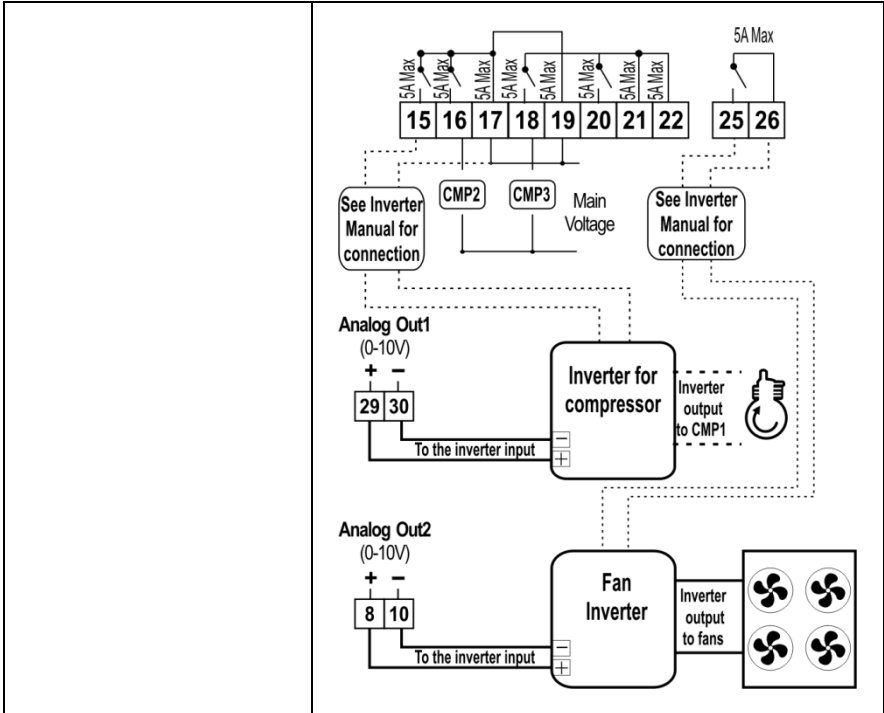 5A Max
5A Max 5A Max 5A Max 5A Max 5A Max 5A Max 5A Max
15 16 17 18 19 20 21 22
25 26
CMP2
CMP3
Main
Voltage
See Inverter
Manual for
connection
See Inverter
Manual for
connection
Analog Out1
(0-10V)
+ −
29 30
To the inverter input
−
+
Inverter for
compressor
Inverter
output
to CMP1
Analog Out2
(0-10V)
+ −
8 10
To the inverter input
−
+
Fan
Inverter
Inverter
output
to fans